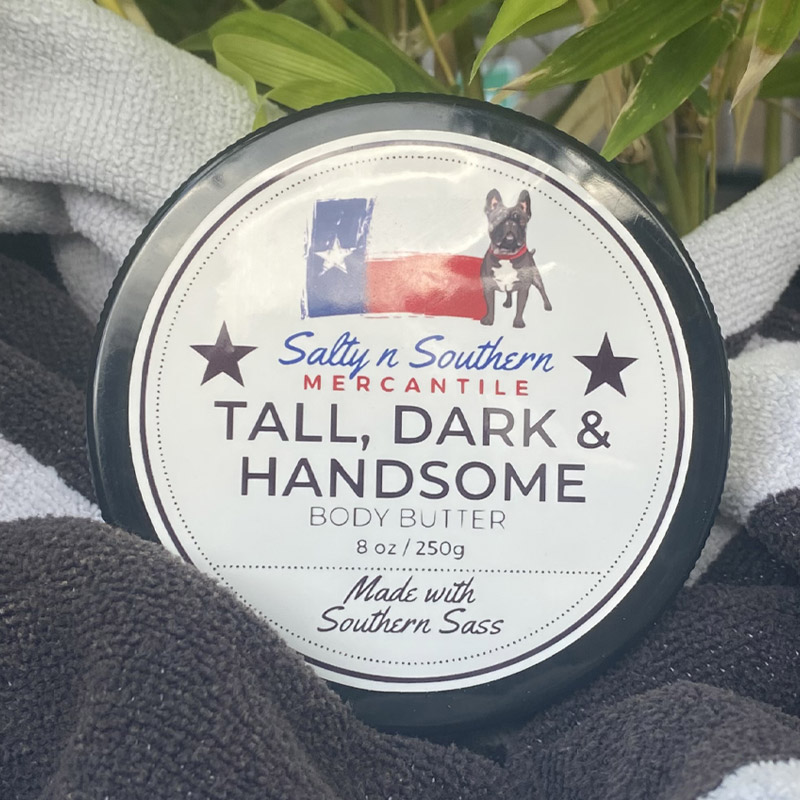 Salty n Southern
MERCANTILE
TALL, DARK &
HANDSOME
BODY BUTTER
8 oz / 250g
Made with
Southern Sass